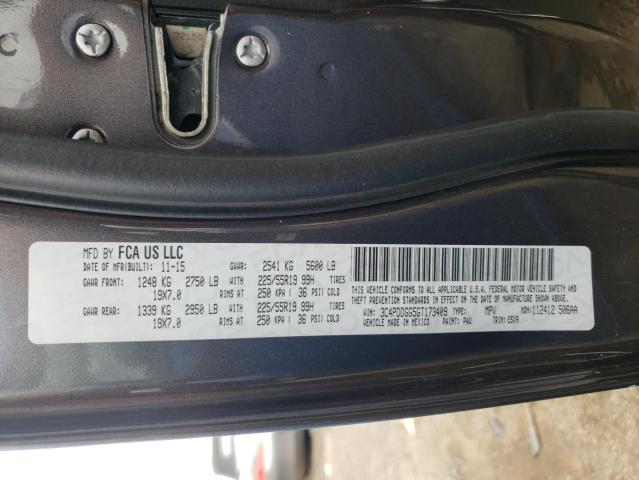 MFD BY FCA US LLC
DATE OF MFR(BUILT): 11-15 GVWR: 2541 KG 5600 LB
GAWR FRONT: 1248 KG 2750 LB WITH 225/55R19 99H TIRES
19X7.0 RIMS AT 250 KPA ( 36 PSI) COLD
GAWR REAR: 1339 KG 2950 LB WITH 225/55R19 99H TIRES
19X7.0 RIMS AT 250 KPA ( 36 PSI) COLD
THIS VEHICLE CONFORMS TO ALL APPLICABLE U.S. FEDERAL MOTOR VEHICLE SAFETY AND
THEFT PREVENTION STANDARDS IN EFFECT ON THE DATE OF MANUFACTURE SHOWN ABOVE.
VIN: 3C4PDDGG5GT173409 TYPE: MPV MDH: 112412 506AA
VEHICLE MADE IN MEXICO PAINT: PAU TRIM: E5X9